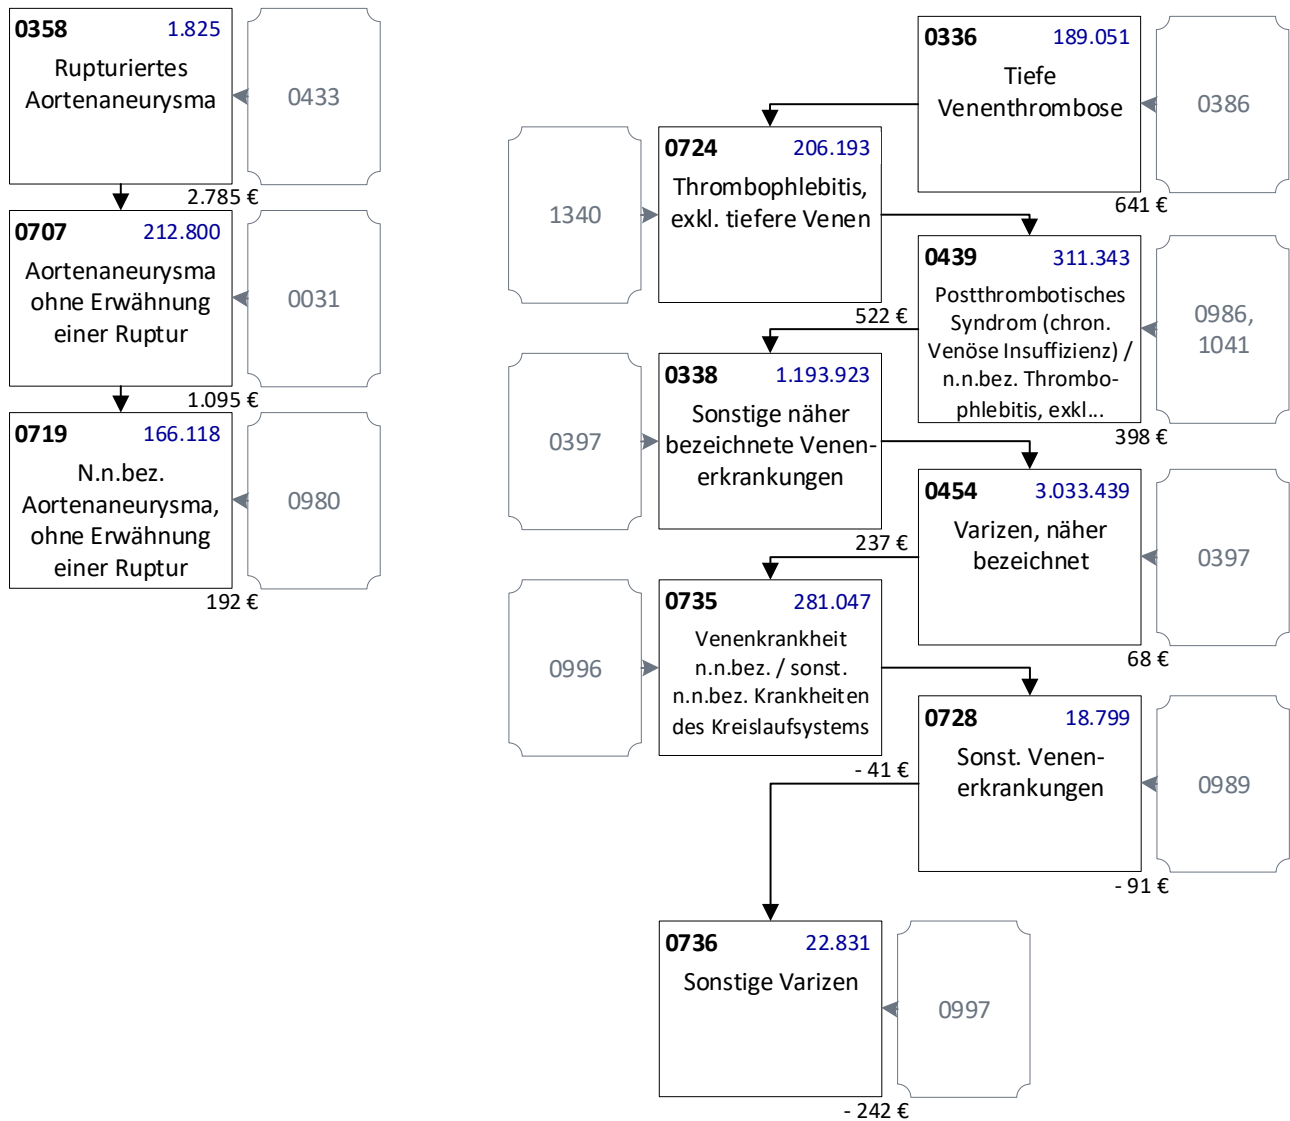 0358 1.825
Rupturiertes
Aortenaneurysma
0433
2.785 €
0707 212.800
Aortenaneurysma
ohne Erwähnung
einer Ruptur
0031
1.095 €
0719 166.118
N.n.bez.
Aortenaneurysma,
ohne Erwähnung
einer Ruptur
0980
192 €
0336 189.051
Tiefe
Venenthrombose
0386
641 €
0724 206.193
Thrombophlebitis,
exkl. tiefere Venen
1340
522 €
0439 311.343
Postthrombotisches
Syndrom (chron.
Venöse Insuffizienz) /
n.n.bez. Thrombo-
phlebitis, exkl...
0986,
1041
398 €
0338 1.193.923
Sonstige näher
bezeichnete Venen-
erkrankungen
0397
237 €
0454 3.033.439
Varizen, näher
bezeichnet
0397
68 €
0735 281.047
Venenkrankheit
n.n.bez. / sonst.
n.n.bez. Krankheiten
des Kreislaufsystems
0996
- 41 €
0728 18.799
Sonst. Venen-
erkrankungen
0989
- 91 €
0736 22.831
Sonstige Varizen
0997
- 242 €